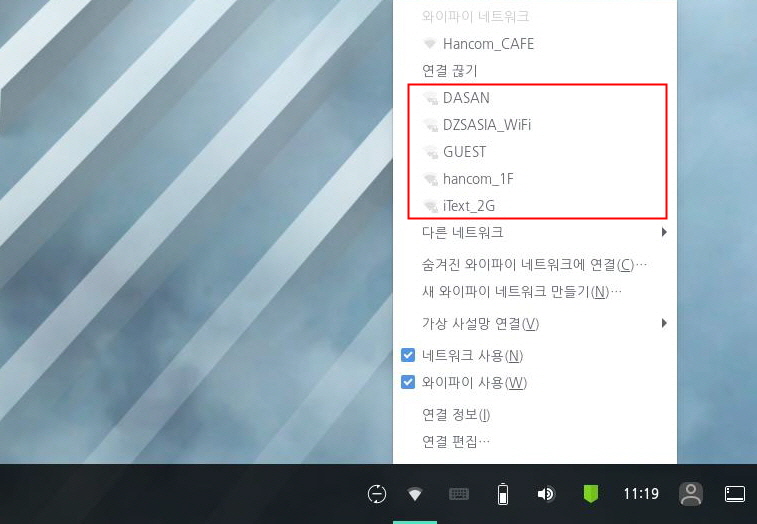 와이파이 네트워크
Hancom_CAFE
연결 끊기
DASAN
DZSASIA_WiFi
GUEST
hancom_1F
iText_2G
다른 네트워크
숨겨진 와이파이 네트워크에 연결(C)…
새 와이파이 네트워크 만들기(N)…
가상 사설망 연결(V)
네트워크 사용(N)
와이파이 사용(W)
연결 정보(I)
연결 편집…
11:19